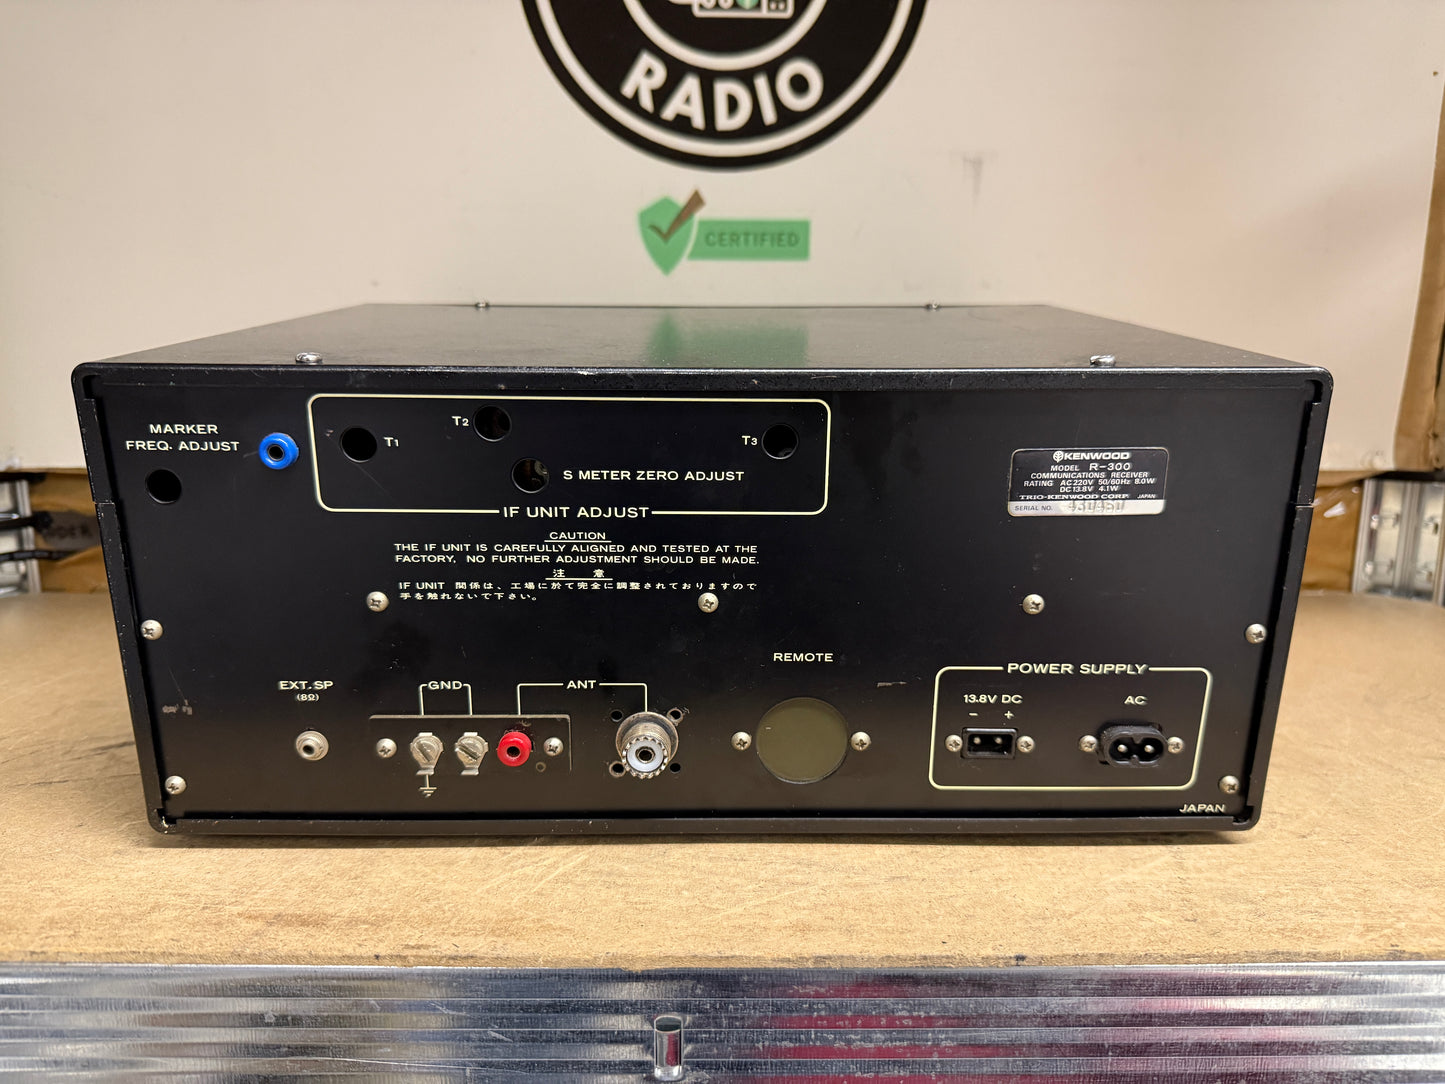 RADIO
CERTIFIED
MARKER
FREQ. ADJUST
T1
T2
T3
S METER ZERO ADJUST
IF UNIT ADJUST
CAUTION
THE IF UNIT IS CAREFULLY ALIGNED AND TESTED AT THE
FACTORY. NO FURTHER ADJUSTMENT SHOULD BE MADE.
注 意
IF UNIT 関係は、工場に於て完全に調整されておりますので
手を触れないで下さい。
KENWOOD
MODEL R-300
COMMUNICATIONS RECEIVER
RATING AC220V 50/60Hz 8.0W
DC13.8V 4.1W
TRIO-KENWOOD CORP. JAPAN
SERIAL NO.
EXT. SP
(8Ω)
GND
ANT
REMOTE
POWER SUPPLY
13.8V DC
- +
AC
JAPAN